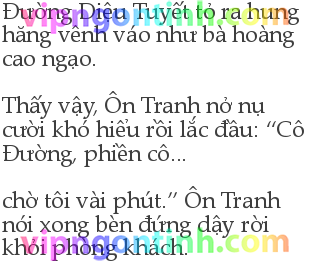 Đường Diệu Tuyết tỏ ra hung
hăng vênh váo như bà hoàng
cao ngạo.
Thấy vậy, Ôn Tranh nở nụ
cười khó hiểu rồi lắc đầu: “Cô
Đường, phiền cô...
chờ tôi vài phút.” Ôn Tranh
nói xong bèn đứng dậy rời
khỏi phòng khách.
vipngontinh.com
vipngontinh.com